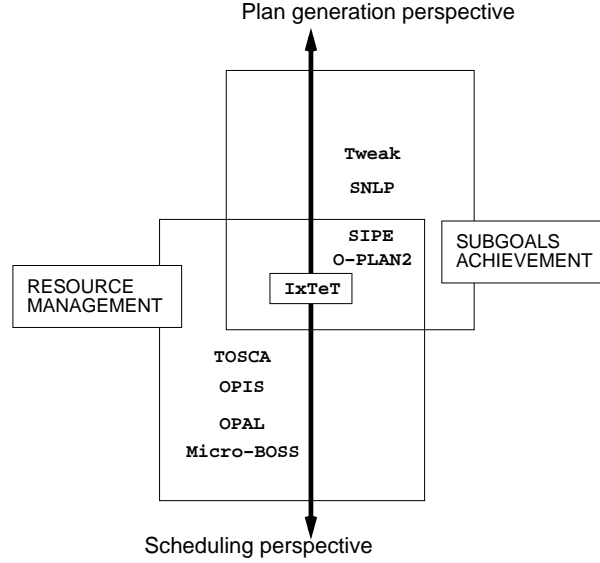 Plan generation perspective
Tweak
SNLP
SIPE
O-PLAN2
SUBGOALS
ACHIEVEMENT
RESOURCE
MANAGEMENT
IxTeT
TOSCA
OPIS
OPAL
Micro-BOSS
Scheduling perspective